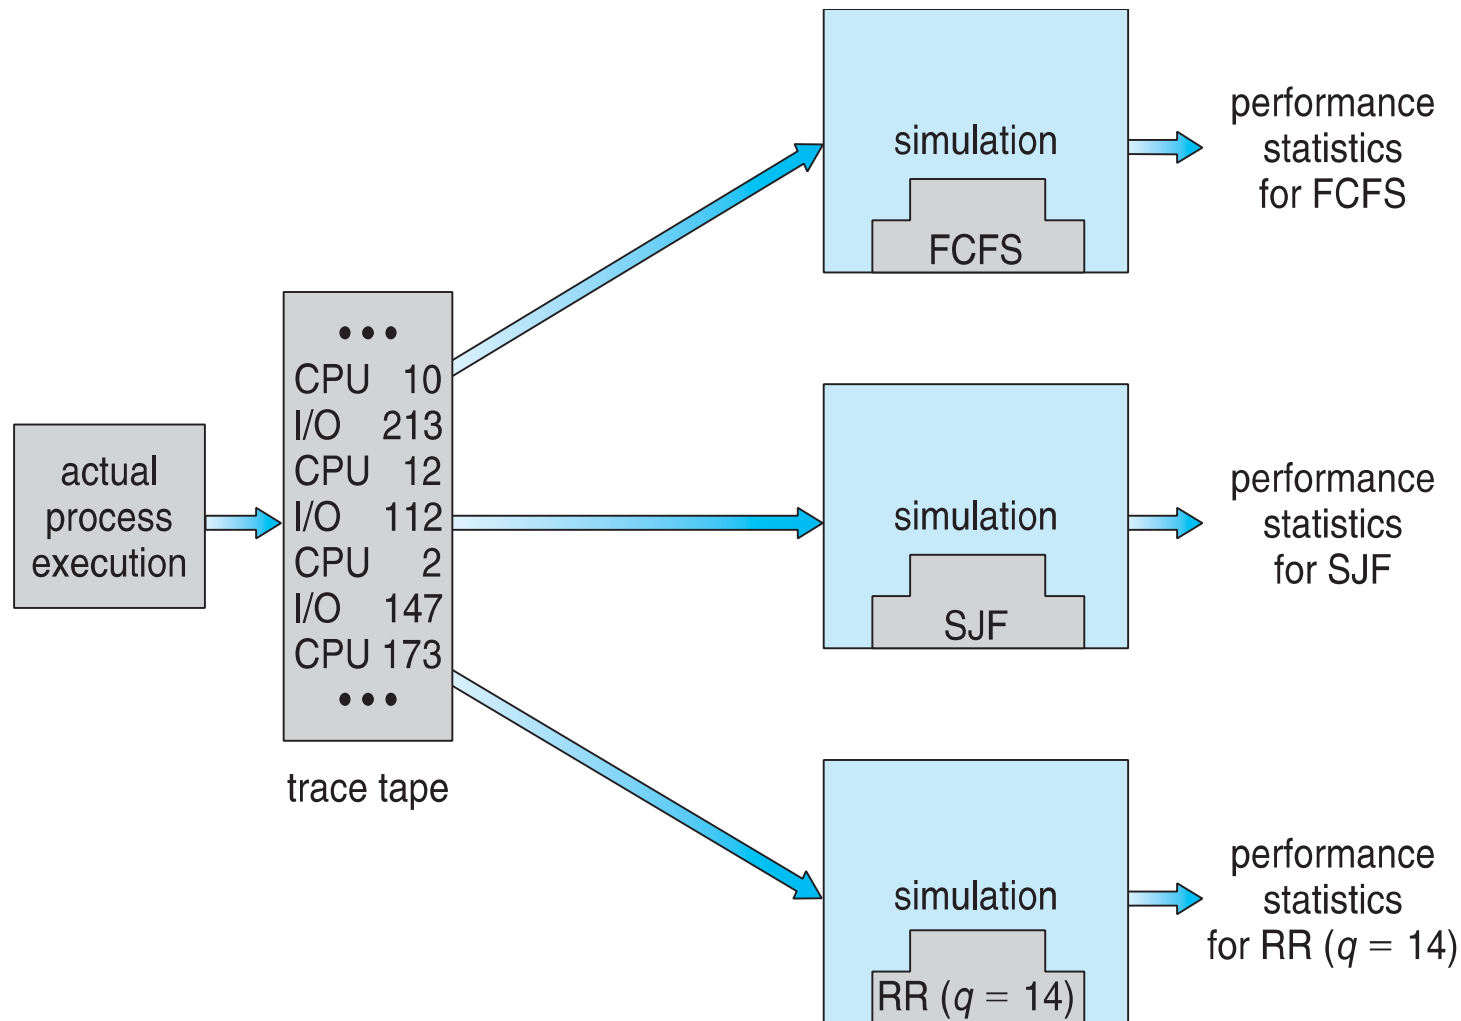 actual
process
execution
• • •
CPU 10
I/O 213
CPU 12
I/O 112
CPU 2
I/O 147
CPU 173
• • •
trace tape
simulation
FCFS
performance
statistics
for FCFS
simulation
SJF
performance
statistics
for SJF
simulation
RR (q = 14)
performance
statistics
for RR (q = 14)